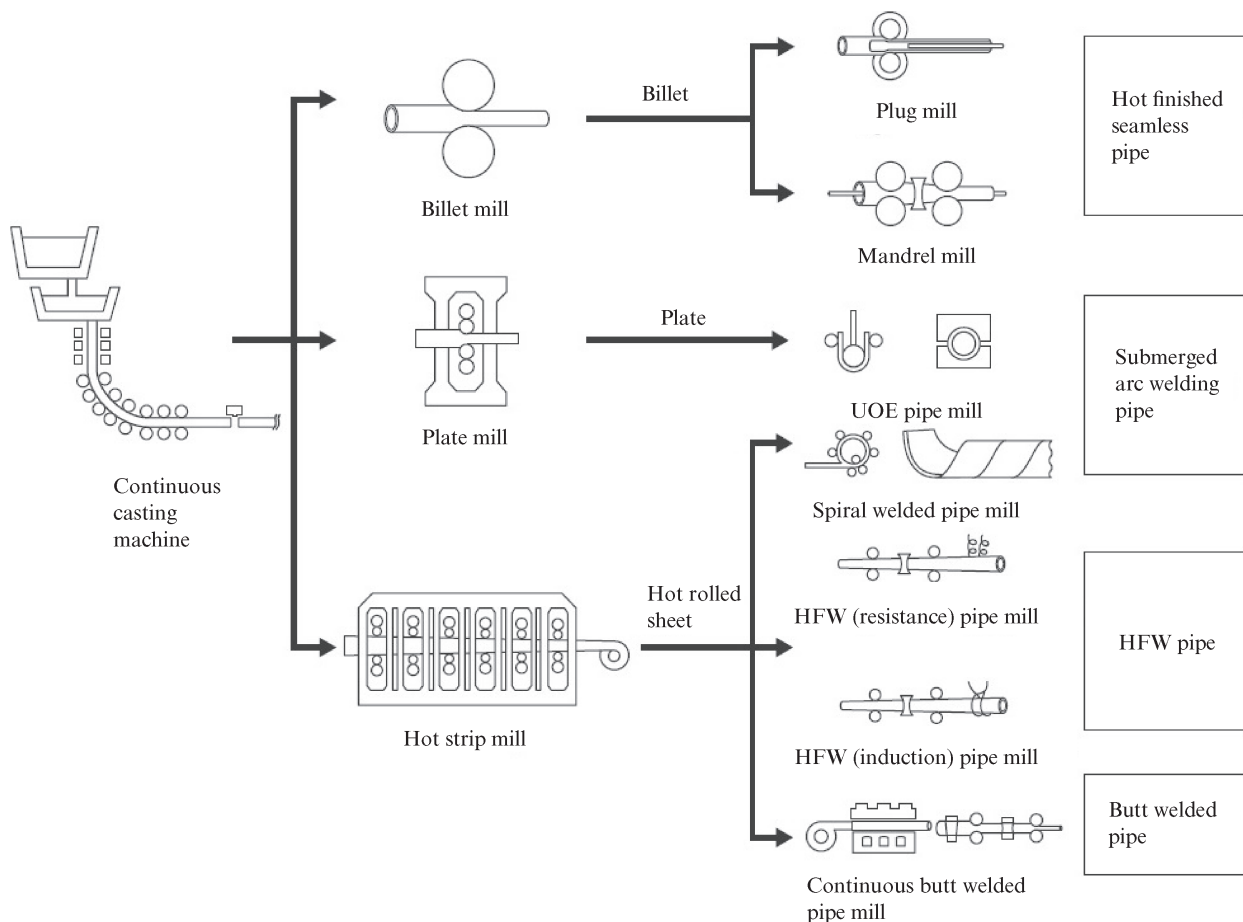 Continuous
casting
machine
Billet mill
Plate mill
Hot strip mill
Billet
Plate
Hot rolled
sheet
Plug mill
Mandrel mill
UOE pipe mill
Spiral welded pipe mill
HFW (resistance) pipe mill
HFW (induction) pipe mill
Continuous butt welded
pipe mill
Hot finished
seamless
pipe
Submerged
arc welding
pipe
HFW pipe
Butt welded
pipe